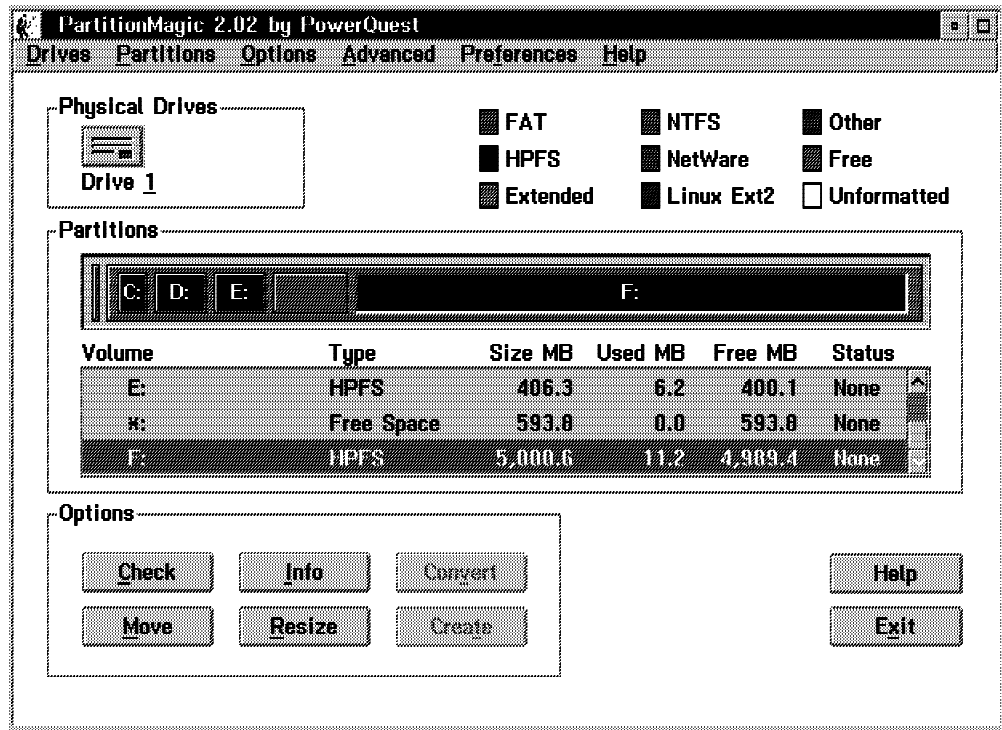 PartitionMagic 2.02 by PowerQuest
Drives Partitions Options Advanced Preferences Help
Physical Drives
Drive 1
FAT NTFS Other
HPFS NetWare Free
Extended Linux Ext2 Unformatted
Partitions
C: D: E: F:
Volume Type Size MB Used MB Free MB Status
E: HPFS 406.3 6.2 400.1 None
*: Free Space 593.8 0.0 593.8 None
F: HPFS 5,000.6 11.2 4,989.4 None
Options
Check Info Convert Help
Move Resize Create Exit